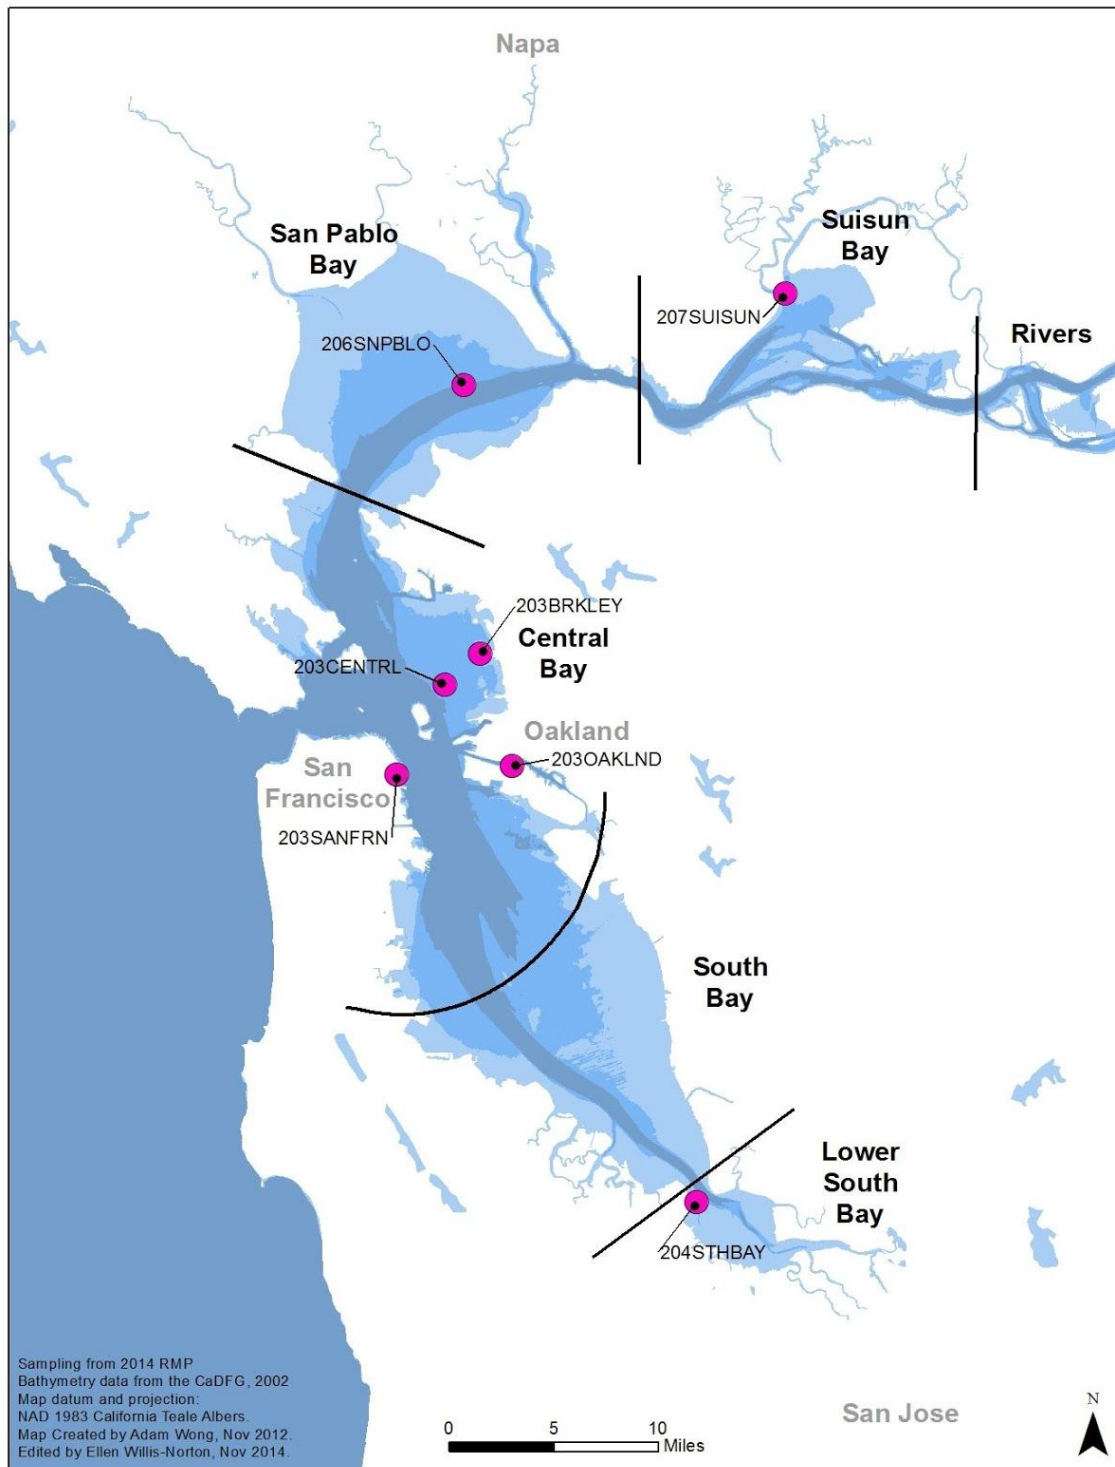 Napa
San Pablo
Bay
Suisun
Bay
207SUISUN
Rivers
206SNPBLO
203BRKLEY
Central
Bay
203CENTRL
Oakland
203OAKLND
San
Francisco
203SANFRN
South
Bay
Lower
South
Bay
204STHBAY
Sampling from 2014 RMP
Bathymetry data from the CaDFG, 2002
Map datum and projection:
NAD 1983 California Teale Albers.
Map Created by Adam Wong, Nov 2012.
Edited by Ellen Willis-Norton, Nov 2014.
0 5 10
Miles
San Jose
N